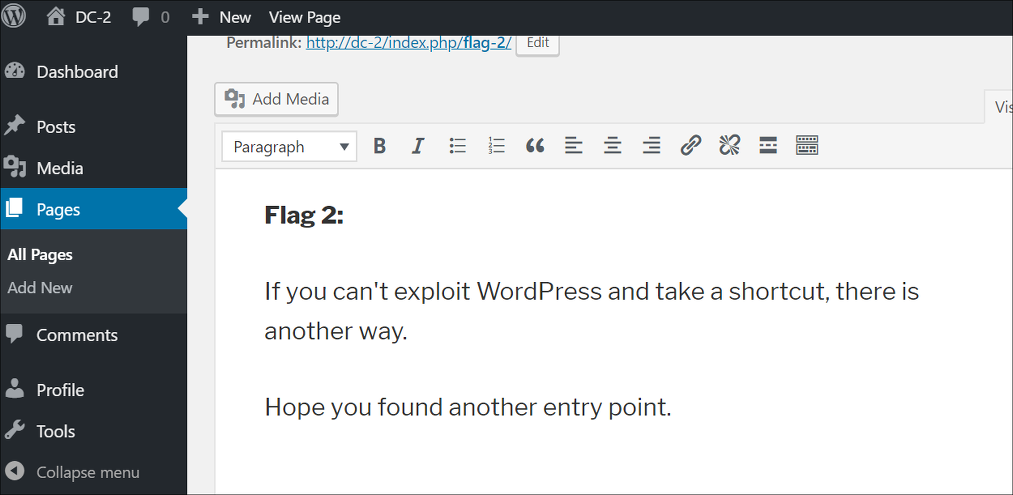 DC-2 0 New View Page
Permalink: http://dc-2/index.php/flag-2/ Edit
Dashboard
Add Media
Posts
Paragraph B I
Media
Pages
Flag 2:
All Pages
Add New
If you can't exploit WordPress and take a shortcut, there is
another way.
Comments
Profile
Hope you found another entry point.
Tools
Collapse menu